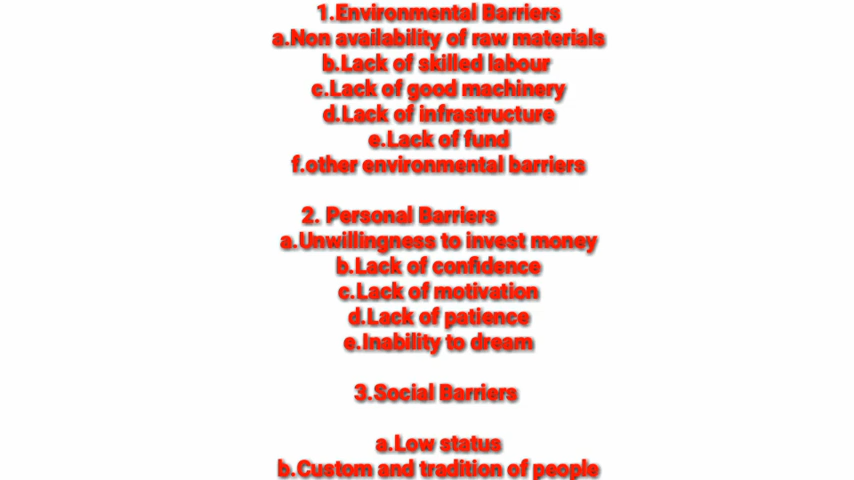 1.Environmental Barriers
a.Non availability of raw materials
b.Lack of skilled labour
c.Lack of good machinery
d.Lack of infrastructure
e.Lack of fund
f.other environmental barriers
2. Personal Barriers
a.Unwillingness to invest money
b.Lack of confidence
c.Lack of motivation
d.Lack of patience
e.Inability to dream
3.Social Barriers
a.Low status
b.Custom and tradition of people